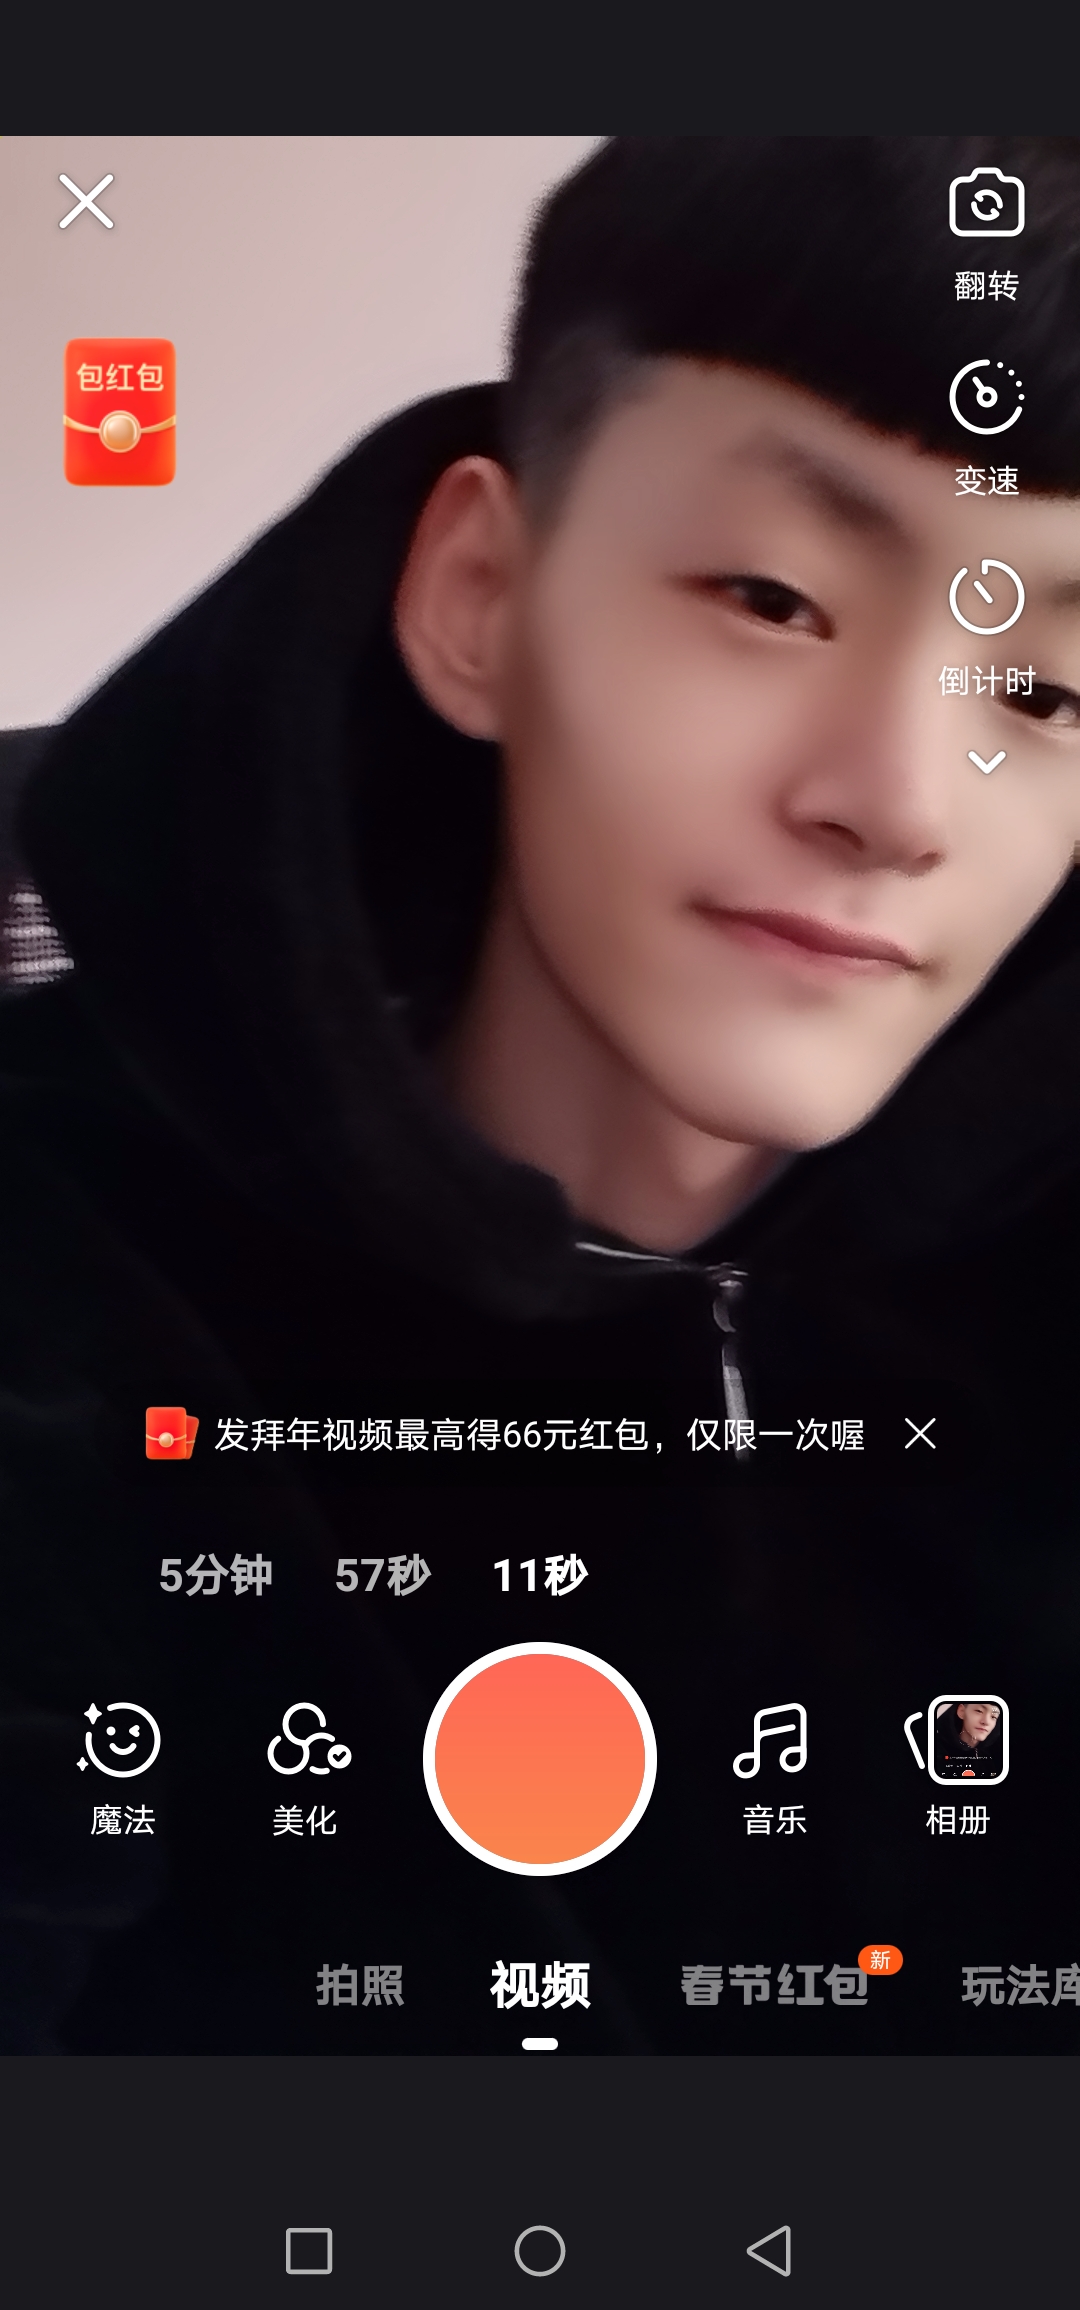 翻转
包红包
变速
倒计时
发拜年视频最高得66元红包，仅限一次喔
5分钟 57秒 11秒
魔法 美化 音乐 相册
拍照 视频 春节红包 新 玩法库